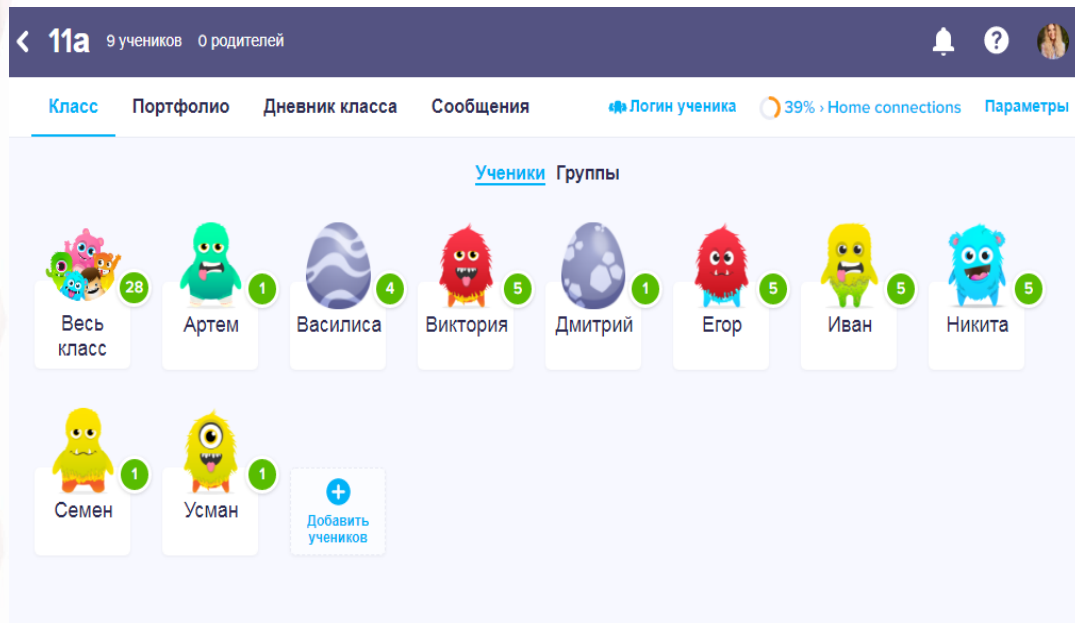 11а 9 учеников 0 родителей
Класс Портфолио Дневник класса Сообщения Логин ученика 39% › Home connections Параметры
Ученики Группы
28 1 4 5 1 5 5 5
Весь класс Артем Василиса Виктория Дмитрий Егор Иван Никита
1 1
Семен Усман
Добавить
учеников